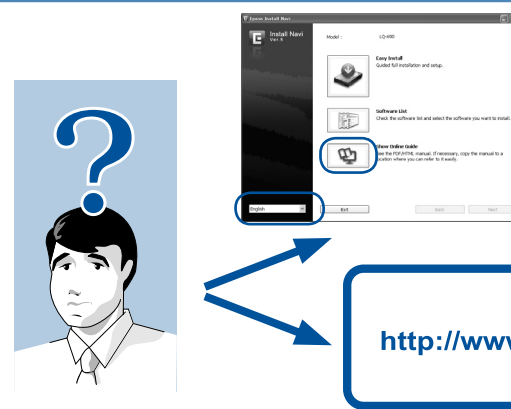 Epson Install Navi
Install Navi
Ver. X
Model :
Easy Install
Guided full installation and setup.
Software List
Check the software list and select the software you want to install.
Show Online Guide
See the PDF/HTML manual. If necessary, copy the manual to a
location where you can refer to it easily.
English
Exit
Back
Next
?
http://www